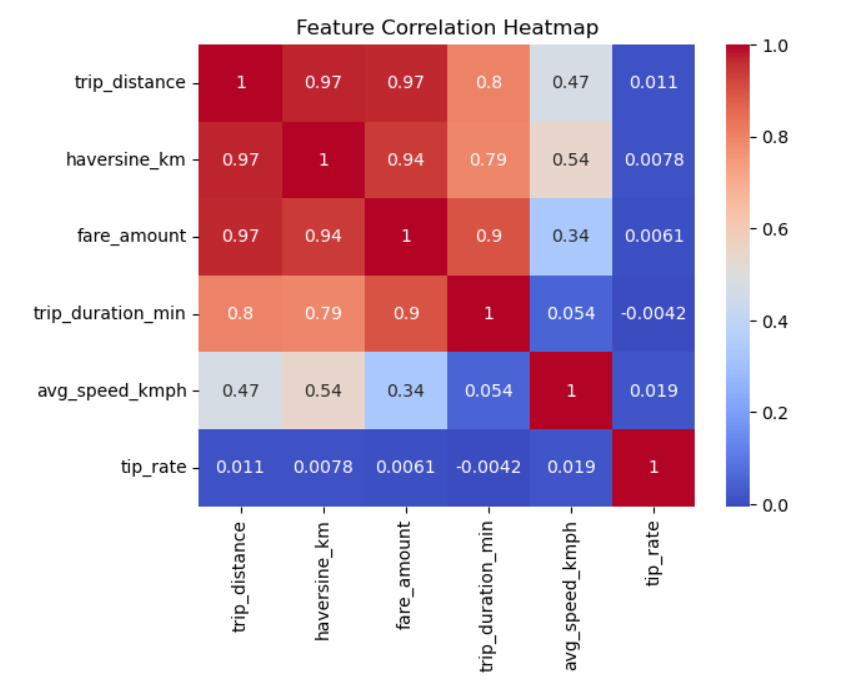 Feature Correlation Heatmap
trip_distance 1 0.97 0.97 0.8 0.47 0.011
haversine_km 0.97 1 0.94 0.79 0.54 0.0078
fare_amount 0.97 0.94 1 0.9 0.34 0.0061
trip_duration_min 0.8 0.79 0.9 1 0.054 -0.0042
avg_speed_kmph 0.47 0.54 0.34 0.054 1 0.019
tip_rate 0.011 0.0078 0.0061 -0.0042 0.019 1
trip_distance
haversine_km
fare_amount
trip_duration_min
avg_speed_kmph
tip_rate
1.0
0.8
0.6
0.4
0.2
0.0